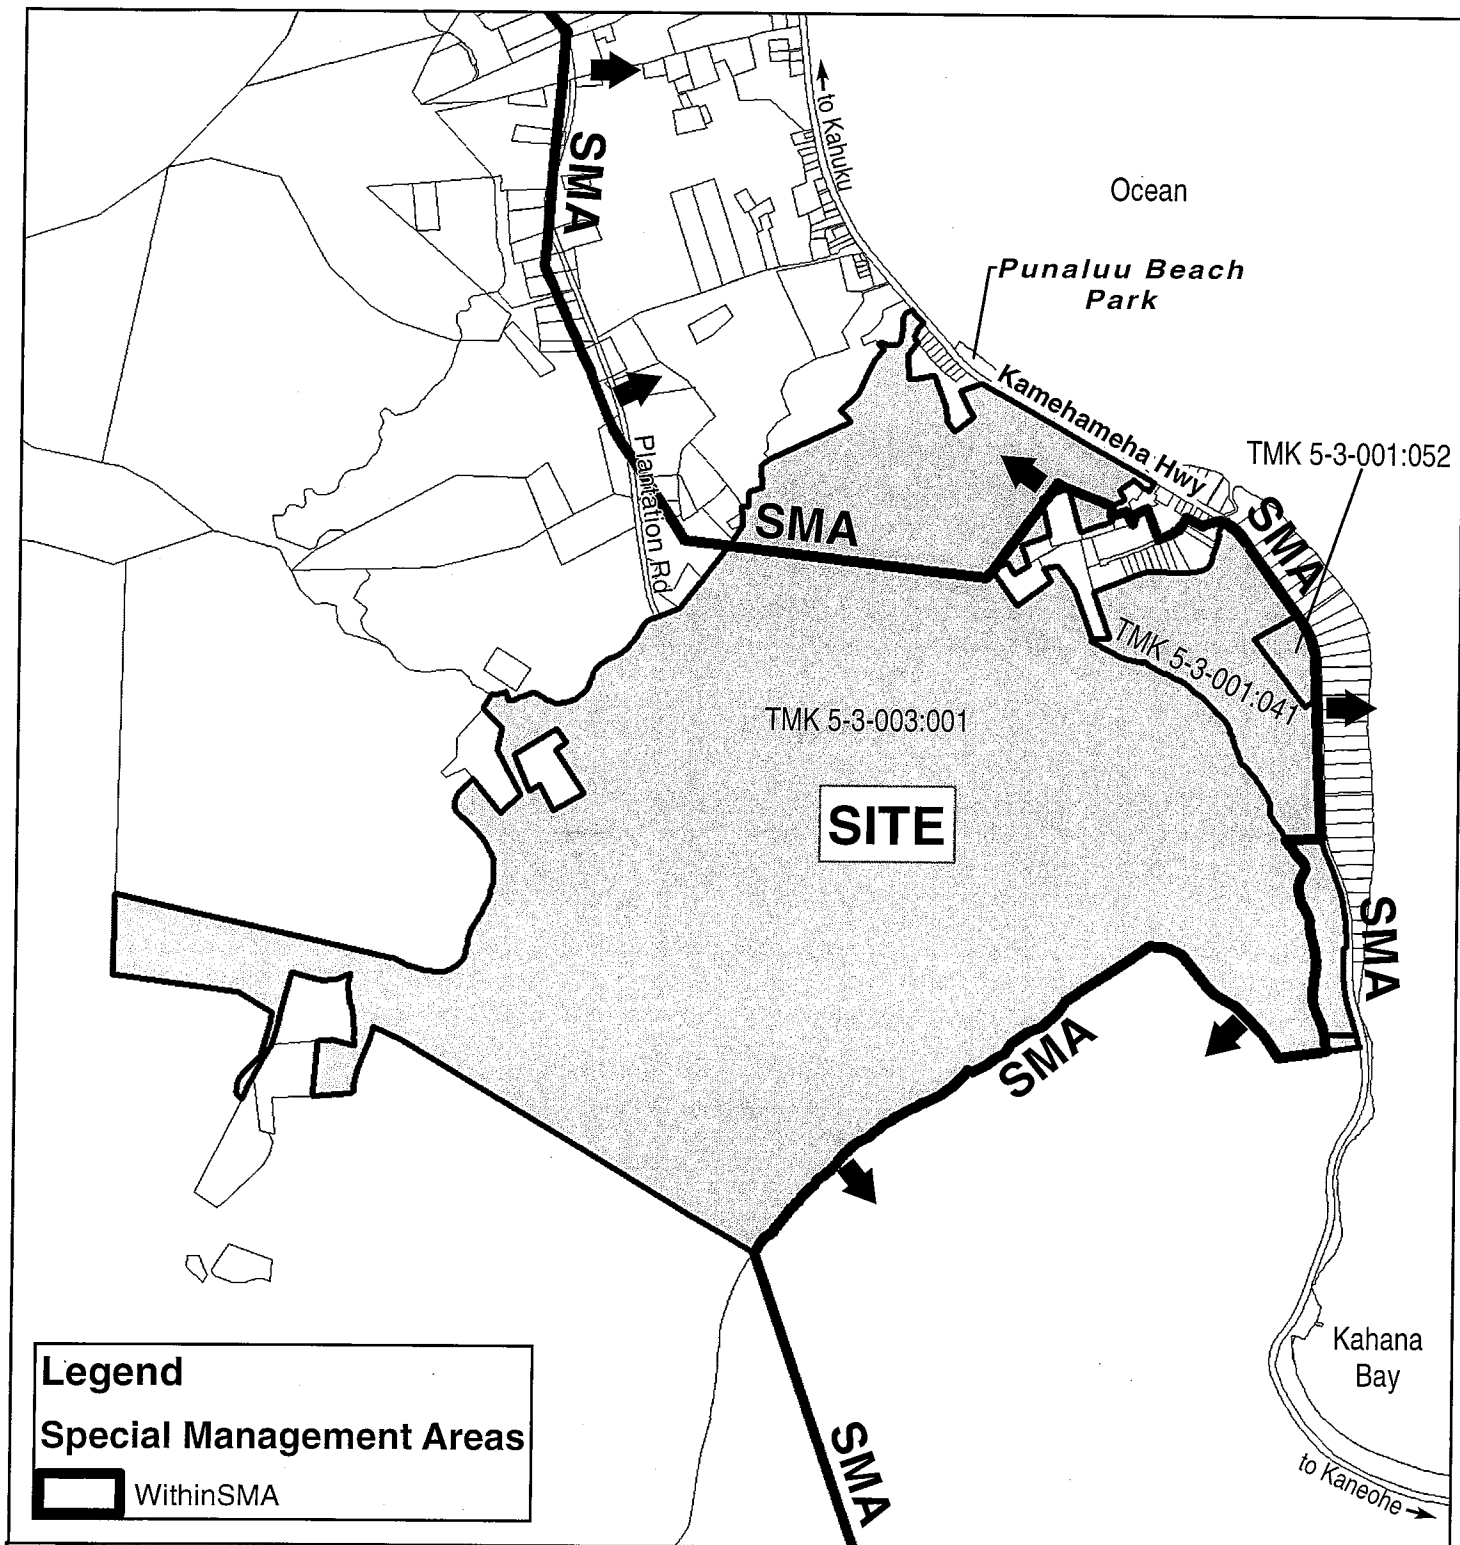 SMA
to Kahuku
Ocean
Punaluu Beach
Park
Kamehameha Hwy
TMK 5-3-001:052
Plantation Rd
SMA
SMA
TMK 5-3-001:041
TMK 5-3-003:001
SITE
SMA
SMA
Kahana
Bay
to Kaneohe
SMA
Legend
Special Management Areas
WithinSMA